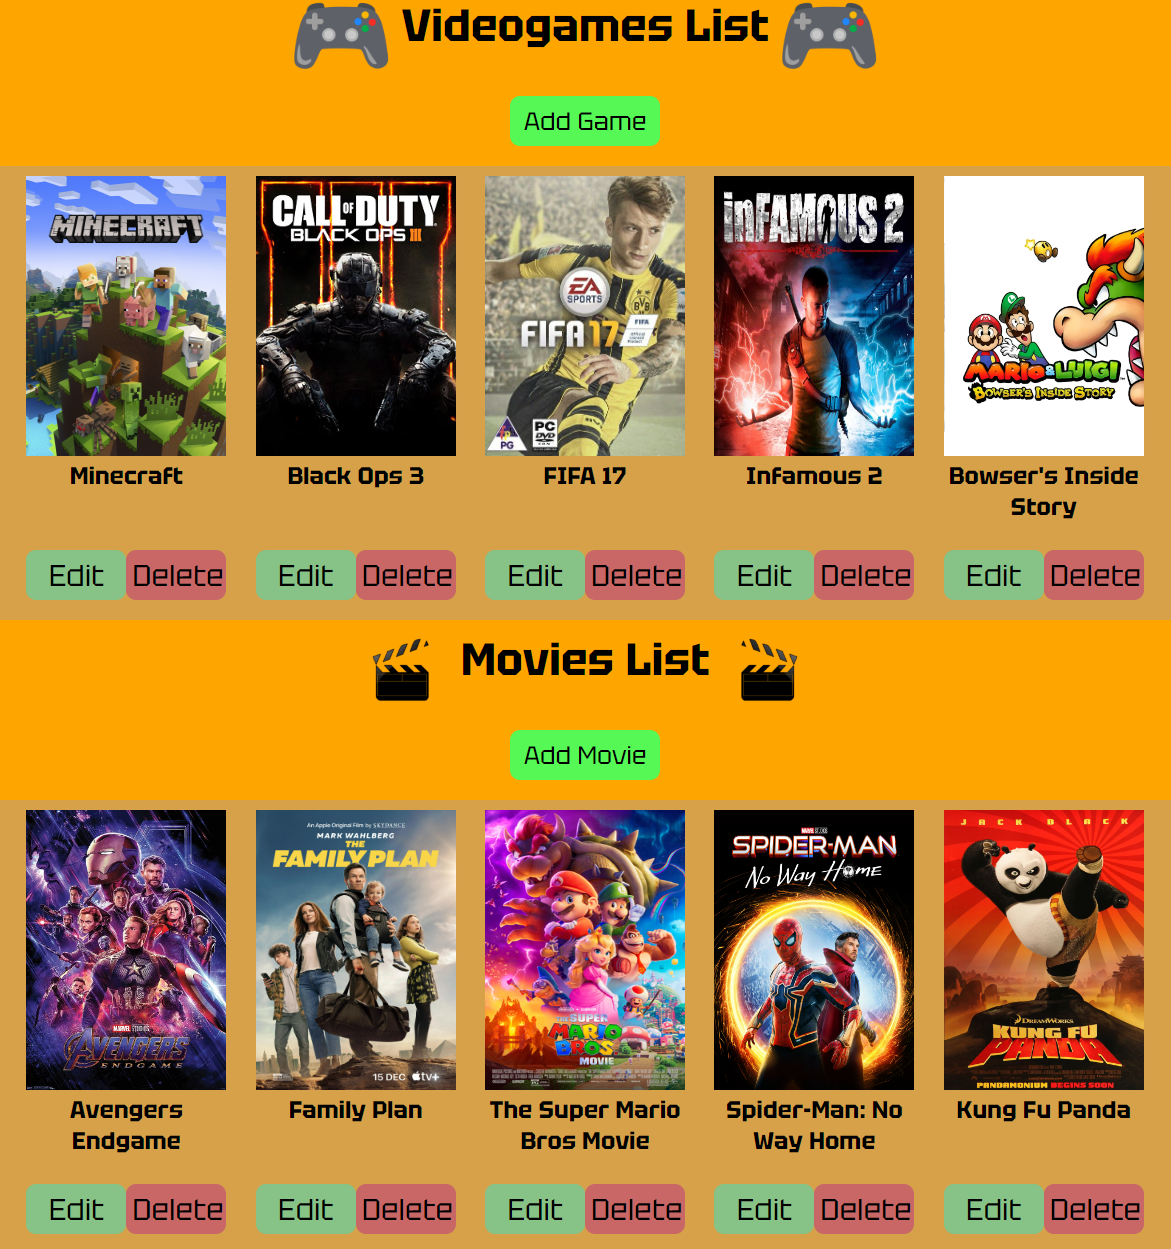 Videogames List
Add Game
MINECRAFT
CALL OF DUTY
BLACK OPS III
EA
SPORTS
BVB
09
FIFA
FIFA 17
PG
PC
DVD
ROM
inFAMOUS 2
MARIO & LUIGI
BOWSER'S INSIDE STORY
Minecraft
Black Ops 3
FIFA 17
Infamous 2
Bowser's Inside
Story
Edit Delete Edit Delete Edit Delete Edit Delete Edit Delete
Movies List
Add Movie
MARVEL STUDIOS
AVENGERS
ENDGAME
An Apple Original Film by SKYDANCE
MARK WAHLBERG
THE
FAMILY PLAN
15 DEC tv+
THE SUPER
MARIO
BROS
MOVIE
MARVEL STUDIOS
SPIDER-MAN
NO WAY HOME
JACK BLACK
DREAMWORKS
KUNG FU
PANDA
PANDAMONIUM BEGINS SOON
Avengers
Endgame
Family Plan
The Super Mario
Bros Movie
Spider-Man: No
Way Home
Kung Fu Panda
Edit Delete Edit Delete Edit Delete Edit Delete Edit Delete